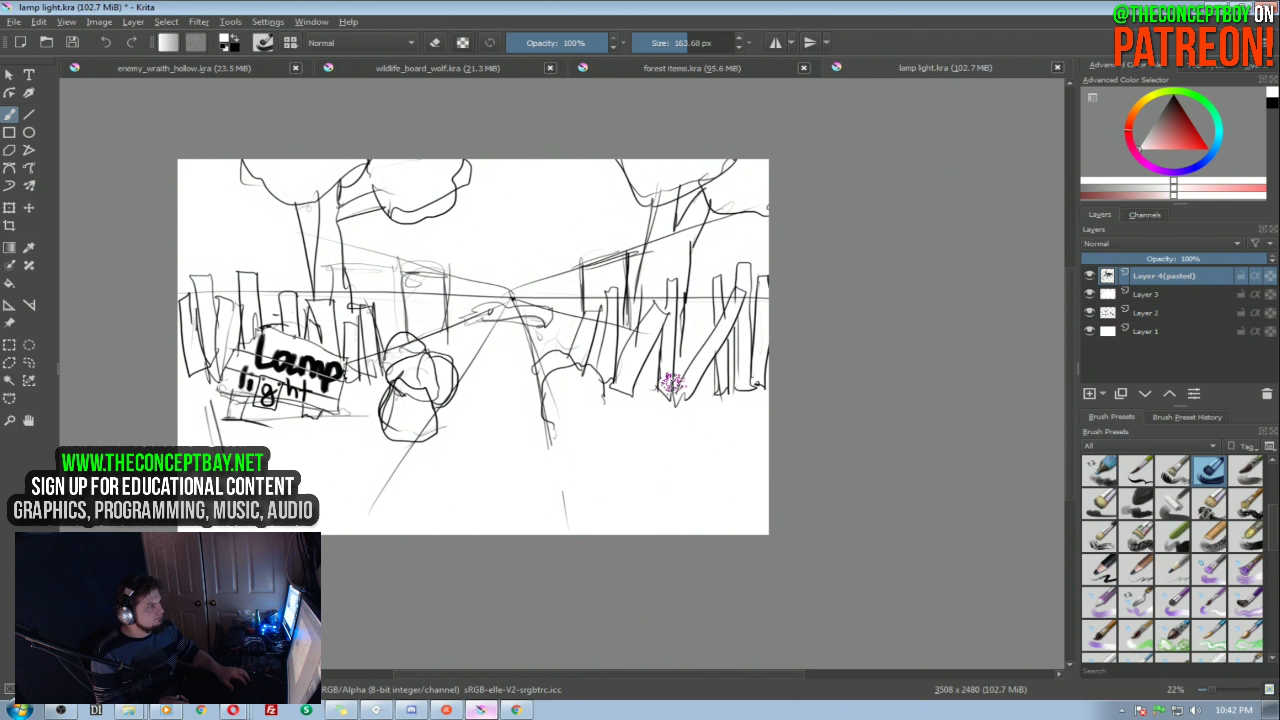 lamp light.kra (102.7 MiB) * - Krita
@THECONCEPTBOY ON
PATREON!
File Edit View Image Layer Select Filter Tools Settings Window Help
Normal Opacity: 100% Size: 163.68 px
enemy_wraith_hollow.kra (23.5 MiB)
wildlife_board_wolf.kra (21.3 MiB)
forest items.kra (95.6 MiB)
lamp light.kra (102.7 MiB)
Advanced Color Selector
Layers Channels
Layers
Normal
Opacity: 100%
Layer 4(pasted)
Layer 3
Layer 2
Layer 1
Brush Presets Brush Preset History
Brush Presets
All Tag
Search
Lamp
light
WWW.THECONCEPTBAY.NET
SIGN UP FOR EDUCATIONAL CONTENT
GRAPHICS, PROGRAMMING, MUSIC, AUDIO
RGB/Alpha (8-bit integer/channel) sRGB-elle-V2-srgbtrc.icc
3508 x 2480 (102.7 MiB)
22%
10:42 PM